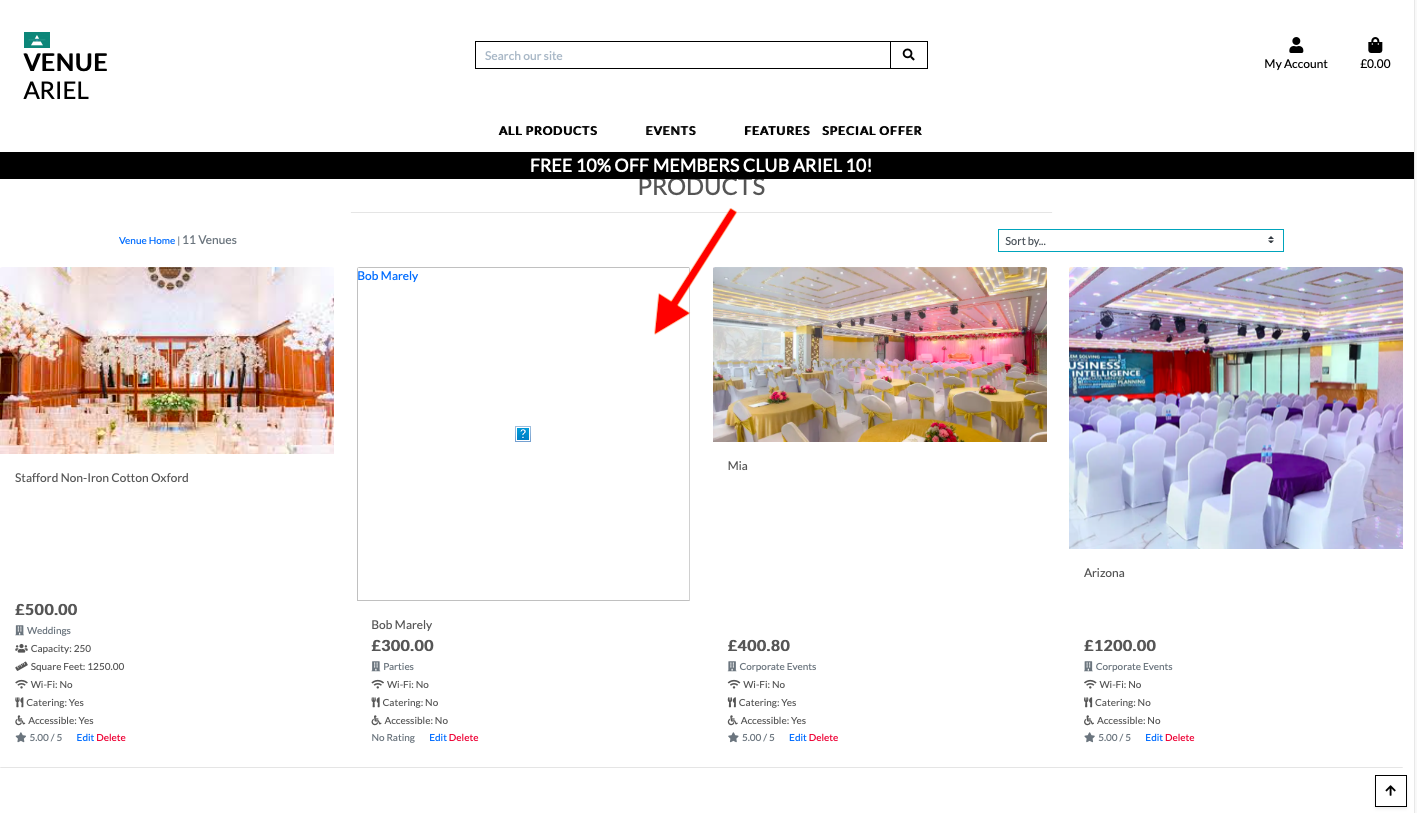 VENUE
ARIEL
Search our site
My Account
£0.00
ALL PRODUCTS
EVENTS
FEATURES
SPECIAL OFFER
FREE 10% OFF MEMBERS CLUB ARIEL 10!
PRODUCTS
Venue Home | 11 Venues
Sort by...
Stafford Non-Iron Cotton Oxford
£500.00
Weddings
Capacity: 250
Square Feet: 1250.00
Wi-Fi: No
Catering: Yes
Accessible: Yes
5.00 / 5 Edit Delete
Bob Marely
?
Bob Marely
£300.00
Parties
Wi-Fi: No
Catering: No
Accessible: No
No Rating Edit Delete
Mia
£400.80
Corporate Events
Wi-Fi: No
Catering: Yes
Accessible: Yes
5.00 / 5 Edit Delete
USINESS
INTELLIGENCE
PLANNING
Arizona
£1200.00
Corporate Events
Wi-Fi: No
Catering: No
Accessible: No
5.00 / 5 Edit Delete